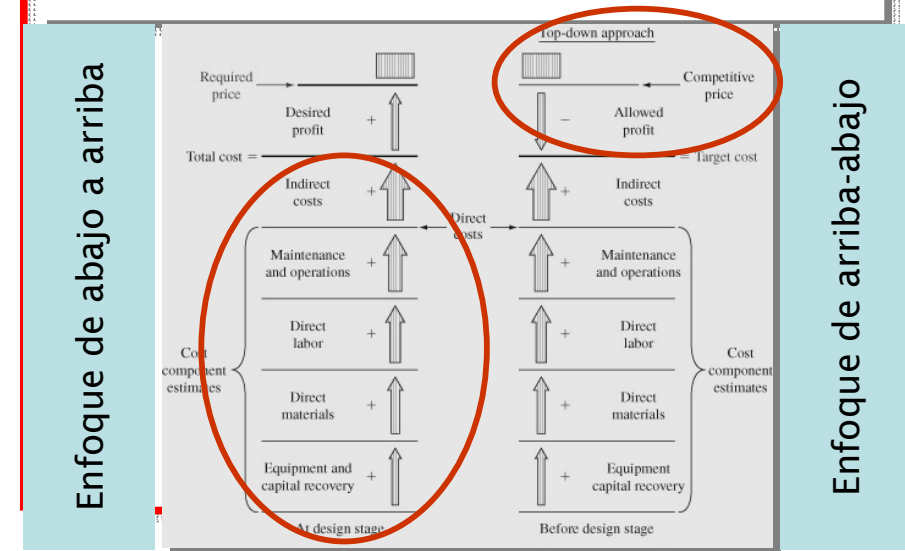 Enfoque de abajo a arriba
Required
price
Desired
profit
+
Total cost =
Indirect
costs
+
Maintenance
and operations
+
Direct
labor
+
Direct
materials
+
Equipment and
capital recovery
+
Cost
component
estimates
At design stage
Direct
costs
Top-down approach
Competitive
price
−
Allowed
profit
= Target cost
+
Indirect
costs
+
Maintenance
and operations
+
Direct
labor
+
Direct
materials
+
Equipment
capital recovery
Cost
component
estimates
Before design stage
Enfoque de arriba-abajo